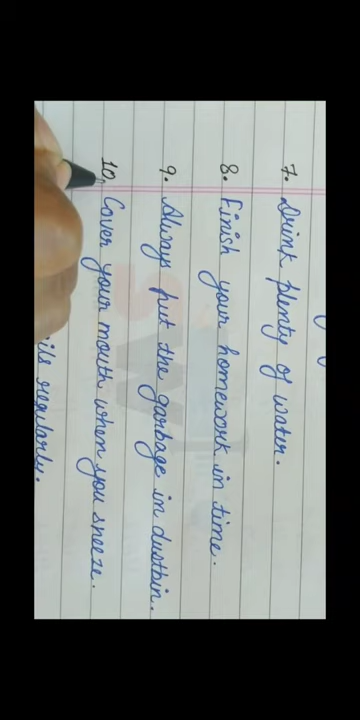 7. Drink plenty of water.
8. Finish your homework in time.
9. Always put the garbage in dustbin.
10. Cover your mouth when you sneeze.
regularly.